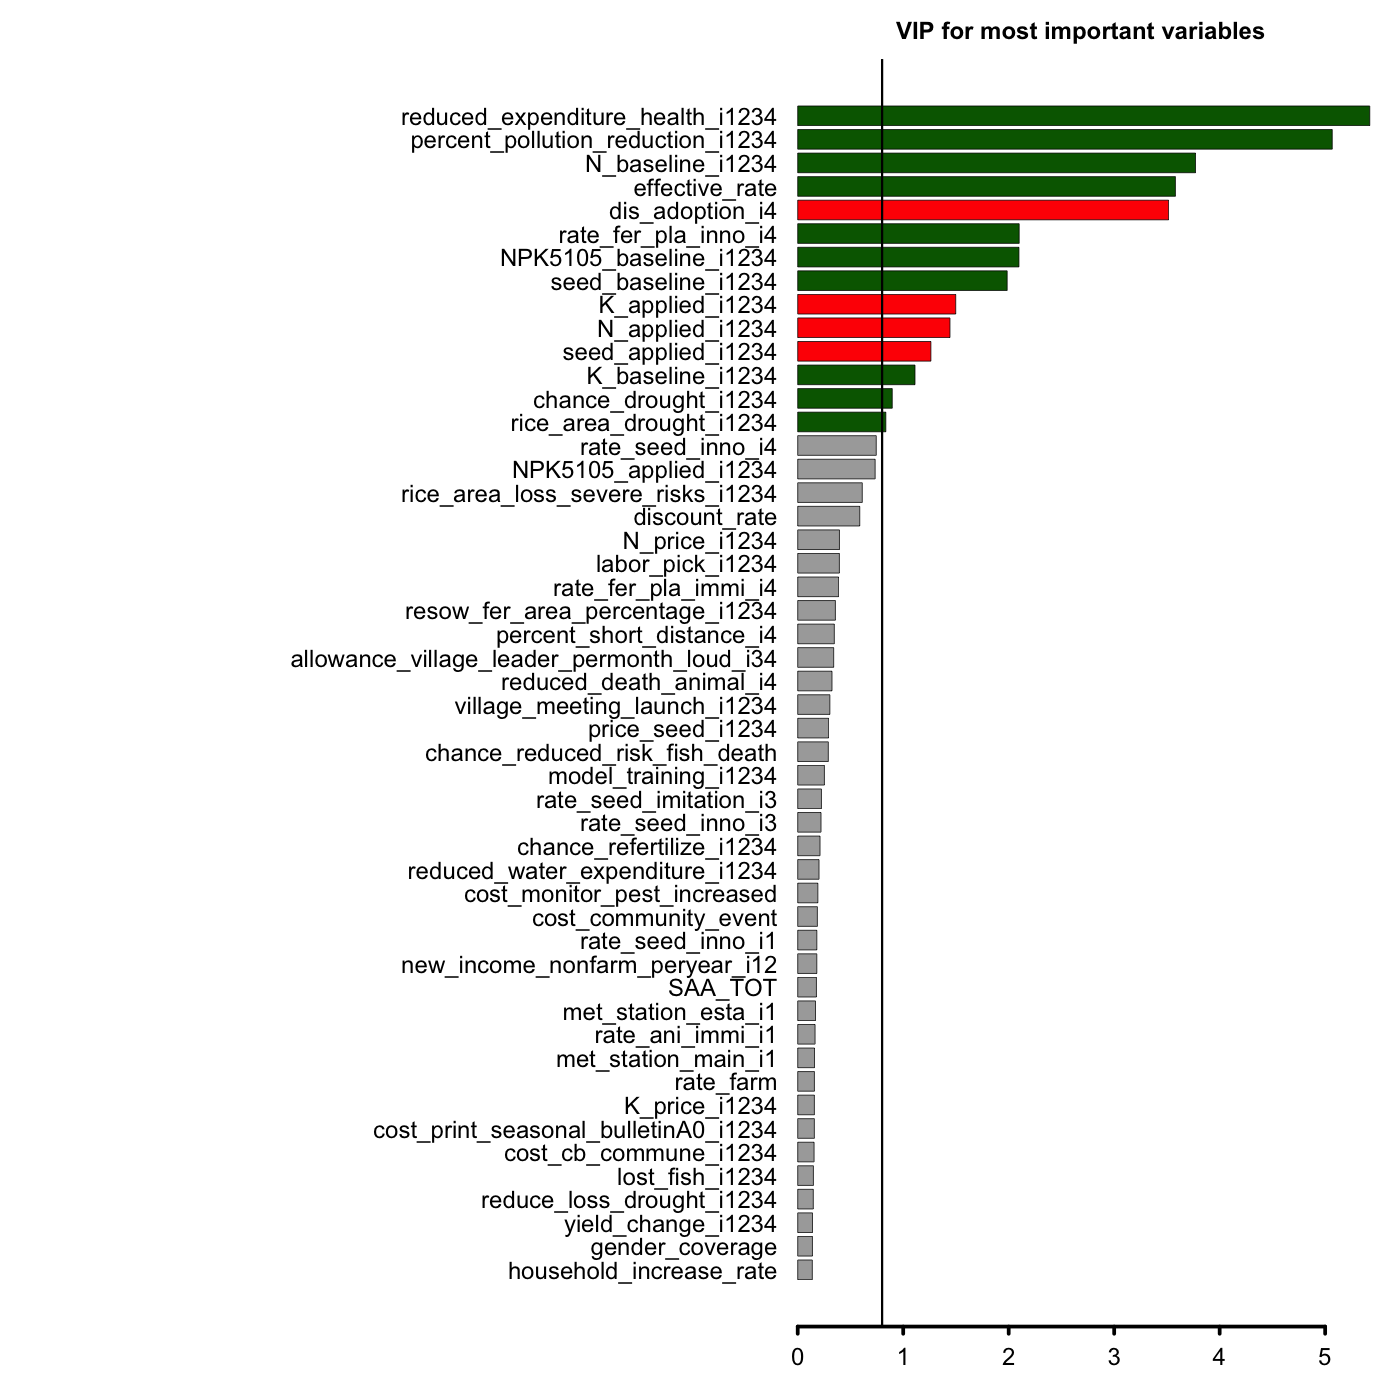 VIP for most important variables
reduced_expenditure_health_i1234
percent_pollution_reduction_i1234
N_baseline_i1234
effective_rate
dis_adoption_i4
rate_fer_pla_inno_i4
NPK5105_baseline_i1234
seed_baseline_i1234
K_applied_i1234
N_applied_i1234
seed_applied_i1234
K_baseline_i1234
chance_drought_i1234
rice_area_drought_i1234
rate_seed_inno_i4
NPK5105_applied_i1234
rice_area_loss_severe_risks_i1234
discount_rate
N_price_i1234
labor_pick_i1234
rate_fer_pla_immi_i4
resow_fer_area_percentage_i1234
percent_short_distance_i4
allowance_village_leader_permonth_loud_i34
reduced_death_animal_i4
village_meeting_launch_i1234
price_seed_i1234
chance_reduced_risk_fish_death
model_training_i1234
rate_seed_imitation_i3
rate_seed_inno_i3
chance_refertilize_i1234
reduced_water_expenditure_i1234
cost_monitor_pest_increased
cost_community_event
rate_seed_inno_i1
new_income_nonfarm_peryear_i12
SAA_TOT
met_station_esta_i1
rate_ani_immi_i1
met_station_main_i1
rate_farm
K_price_i1234
cost_print_seasonal_bulletinA0_i1234
cost_cb_commune_i1234
lost_fish_i1234
reduce_loss_drought_i1234
yield_change_i1234
gender_coverage
household_increase_rate
0 1 2 3 4 5